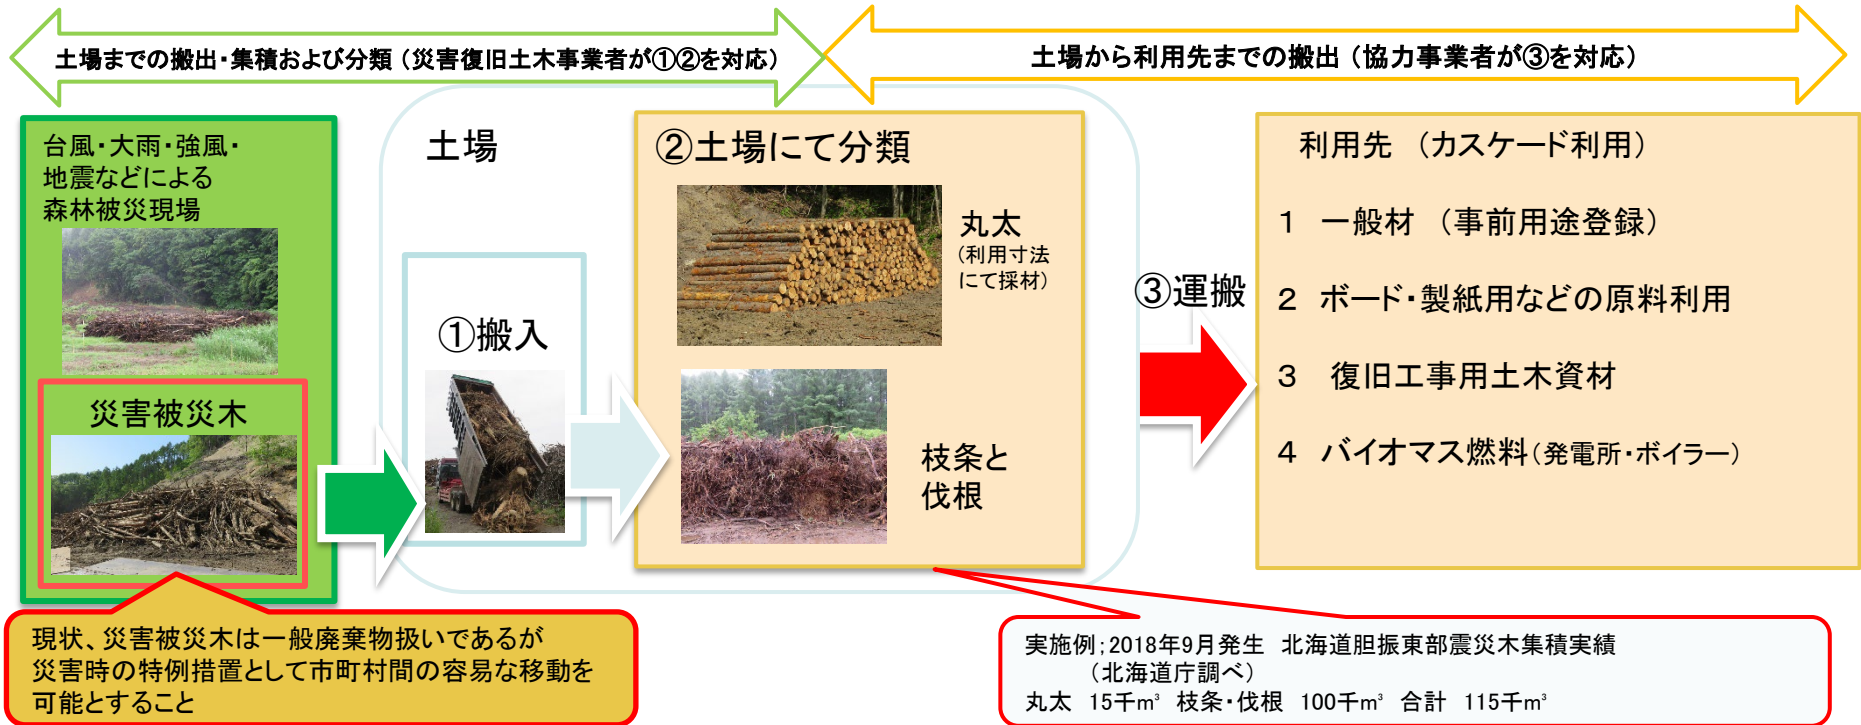 土場までの搬出・集積および分類（災害復旧土木事業者が①②を対応）
土場から利用先までの搬出（協力事業者が③を対応）
台風・大雨・強風・
地震などによる
森林被災現場
災害被災木
土場
①搬入
②土場にて分類
丸太
（利用寸法
にて採材）
枝条と
伐根
③運搬
利用先　（カスケード利用）
1　一般材　（事前用途登録）
2　ボード・製紙用などの原料利用
3　復旧工事用土木資材
4　バイオマス燃料（発電所・ボイラー）
現状、災害被災木は一般廃棄物扱いであるが
災害時の特例措置として市町村間の容易な移動を
可能とすること
実施例；2018年9月発生　北海道胆振東部震災木集積実績
（北海道庁調べ）
丸太　15千m³　枝条・伐根　100千m³　合計　115千m³